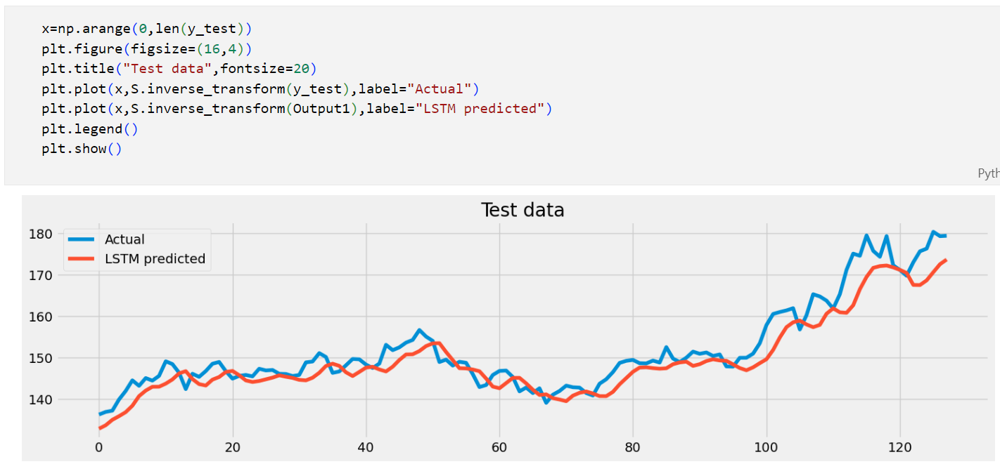 x=np.arange(0,len(y_test))
plt.figure(figsize=(16,4))
plt.title("Test data",fontsize=20)
plt.plot(x,S.inverse_transform(y_test),label="Actual")
plt.plot(x,S.inverse_transform(Output1),label="LSTM predicted")
plt.legend()
plt.show()
Pyth
Test data
Actual
LSTM predicted
180
170
160
150
140
0 20 40 60 80 100 120